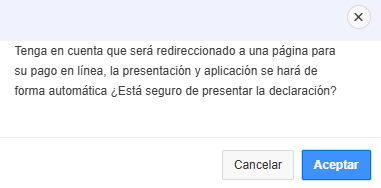 Tenga en cuenta que será redireccionado a una página para
su pago en línea, la presentación y aplicación se hará de
forma automática ¿Está seguro de presentar la declaración?
Cancelar
Aceptar